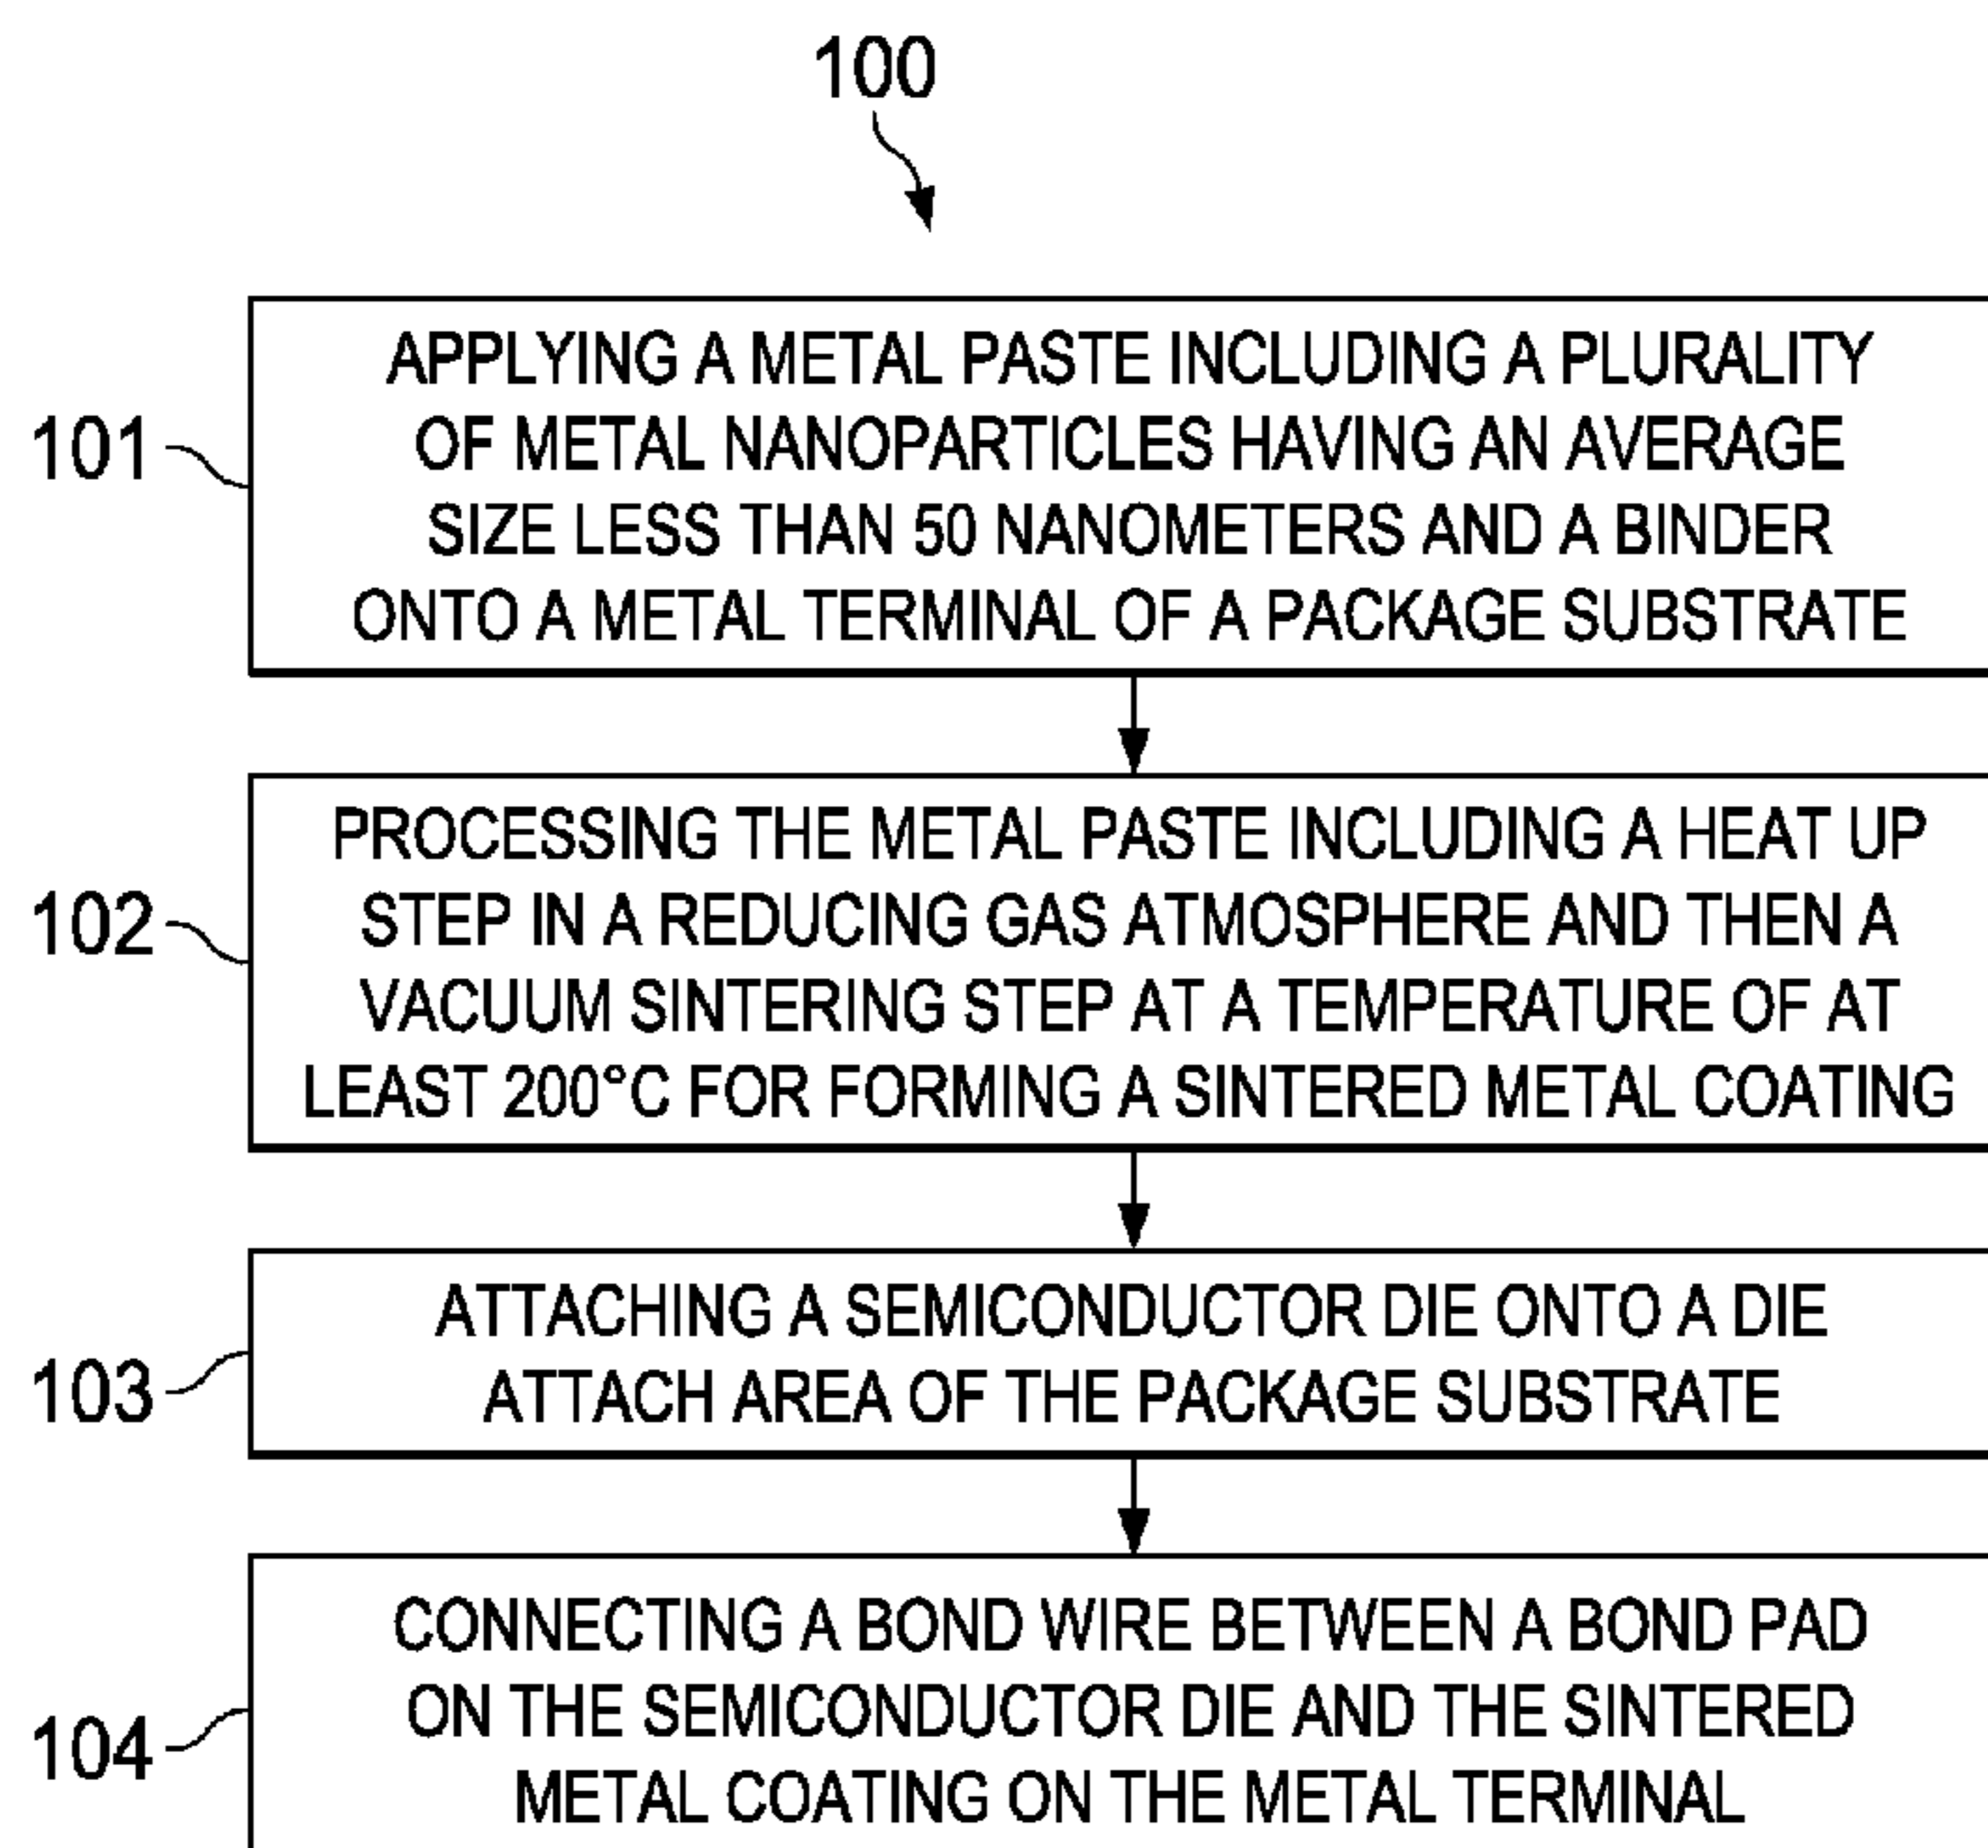 100
101
APPLYING A METAL PASTE INCLUDING A PLURALITY
OF METAL NANOPARTICLES HAVING AN AVERAGE
SIZE LESS THAN 50 NANOMETERS AND A BINDER
ONTO A METAL TERMINAL OF A PACKAGE SUBSTRATE
102
PROCESSING THE METAL PASTE INCLUDING A HEAT UP
STEP IN A REDUCING GAS ATMOSPHERE AND THEN A
VACUUM SINTERING STEP AT A TEMPERATURE OF AT
LEAST 200°C FOR FORMING A SINTERED METAL COATING
103
ATTACHING A SEMICONDUCTOR DIE ONTO A DIE
ATTACH AREA OF THE PACKAGE SUBSTRATE
104
CONNECTING A BOND WIRE BETWEEN A BOND PAD
ON THE SEMICONDUCTOR DIE AND THE SINTERED
METAL COATING ON THE METAL TERMINAL